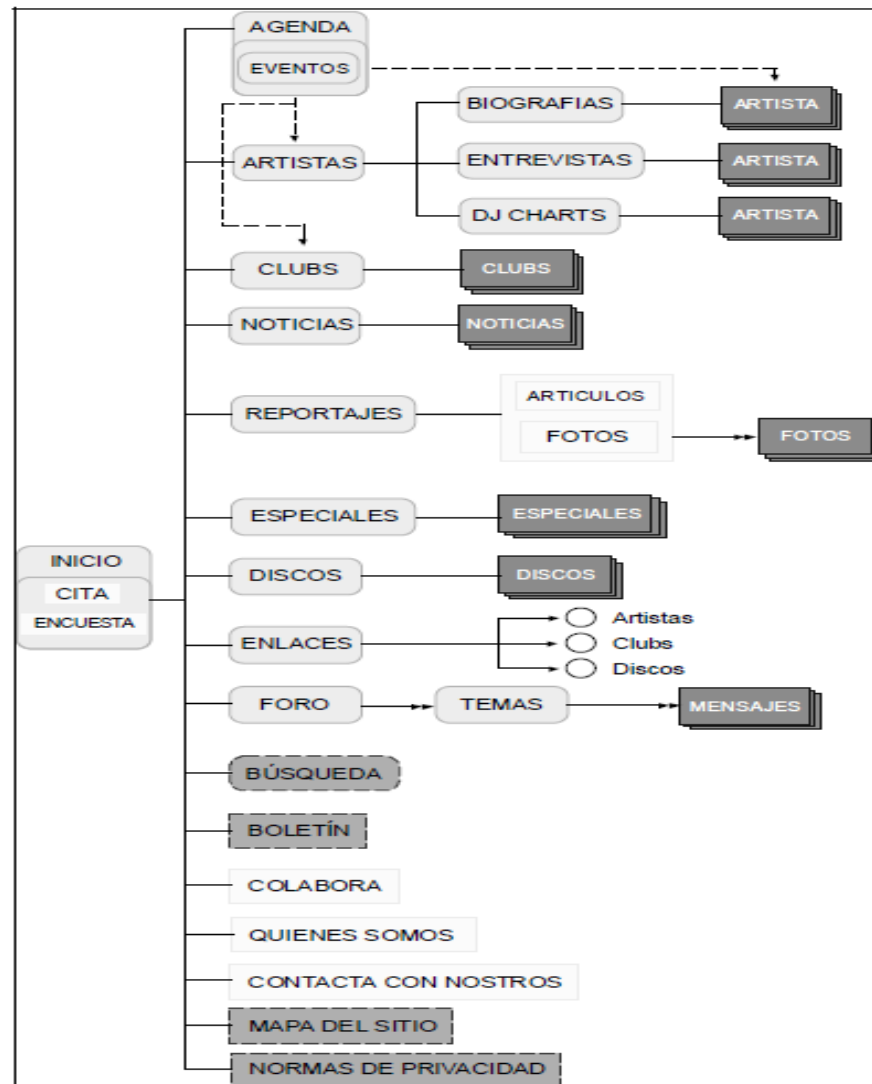 AGENDA
EVENTOS
BIOGRAFIAS
ARTISTA
ARTISTAS
ENTREVISTAS
ARTISTA
DJ CHARTS
ARTISTA
CLUBS
CLUBS
NOTICIAS
NOTICIAS
REPORTAJES
ARTICULOS
FOTOS
FOTOS
ESPECIALES
ESPECIALES
INICIO
CITA
ENCUESTA
DISCOS
DISCOS
ENLACES
Artistas
Clubs
Discos
FORO
TEMAS
MENSAJES
BÚSQUEDA
BOLETÍN
COLABORA
QUIENES SOMOS
CONTACTA CON NOSTROS
MAPA DEL SITIO
NORMAS DE PRIVACIDAD